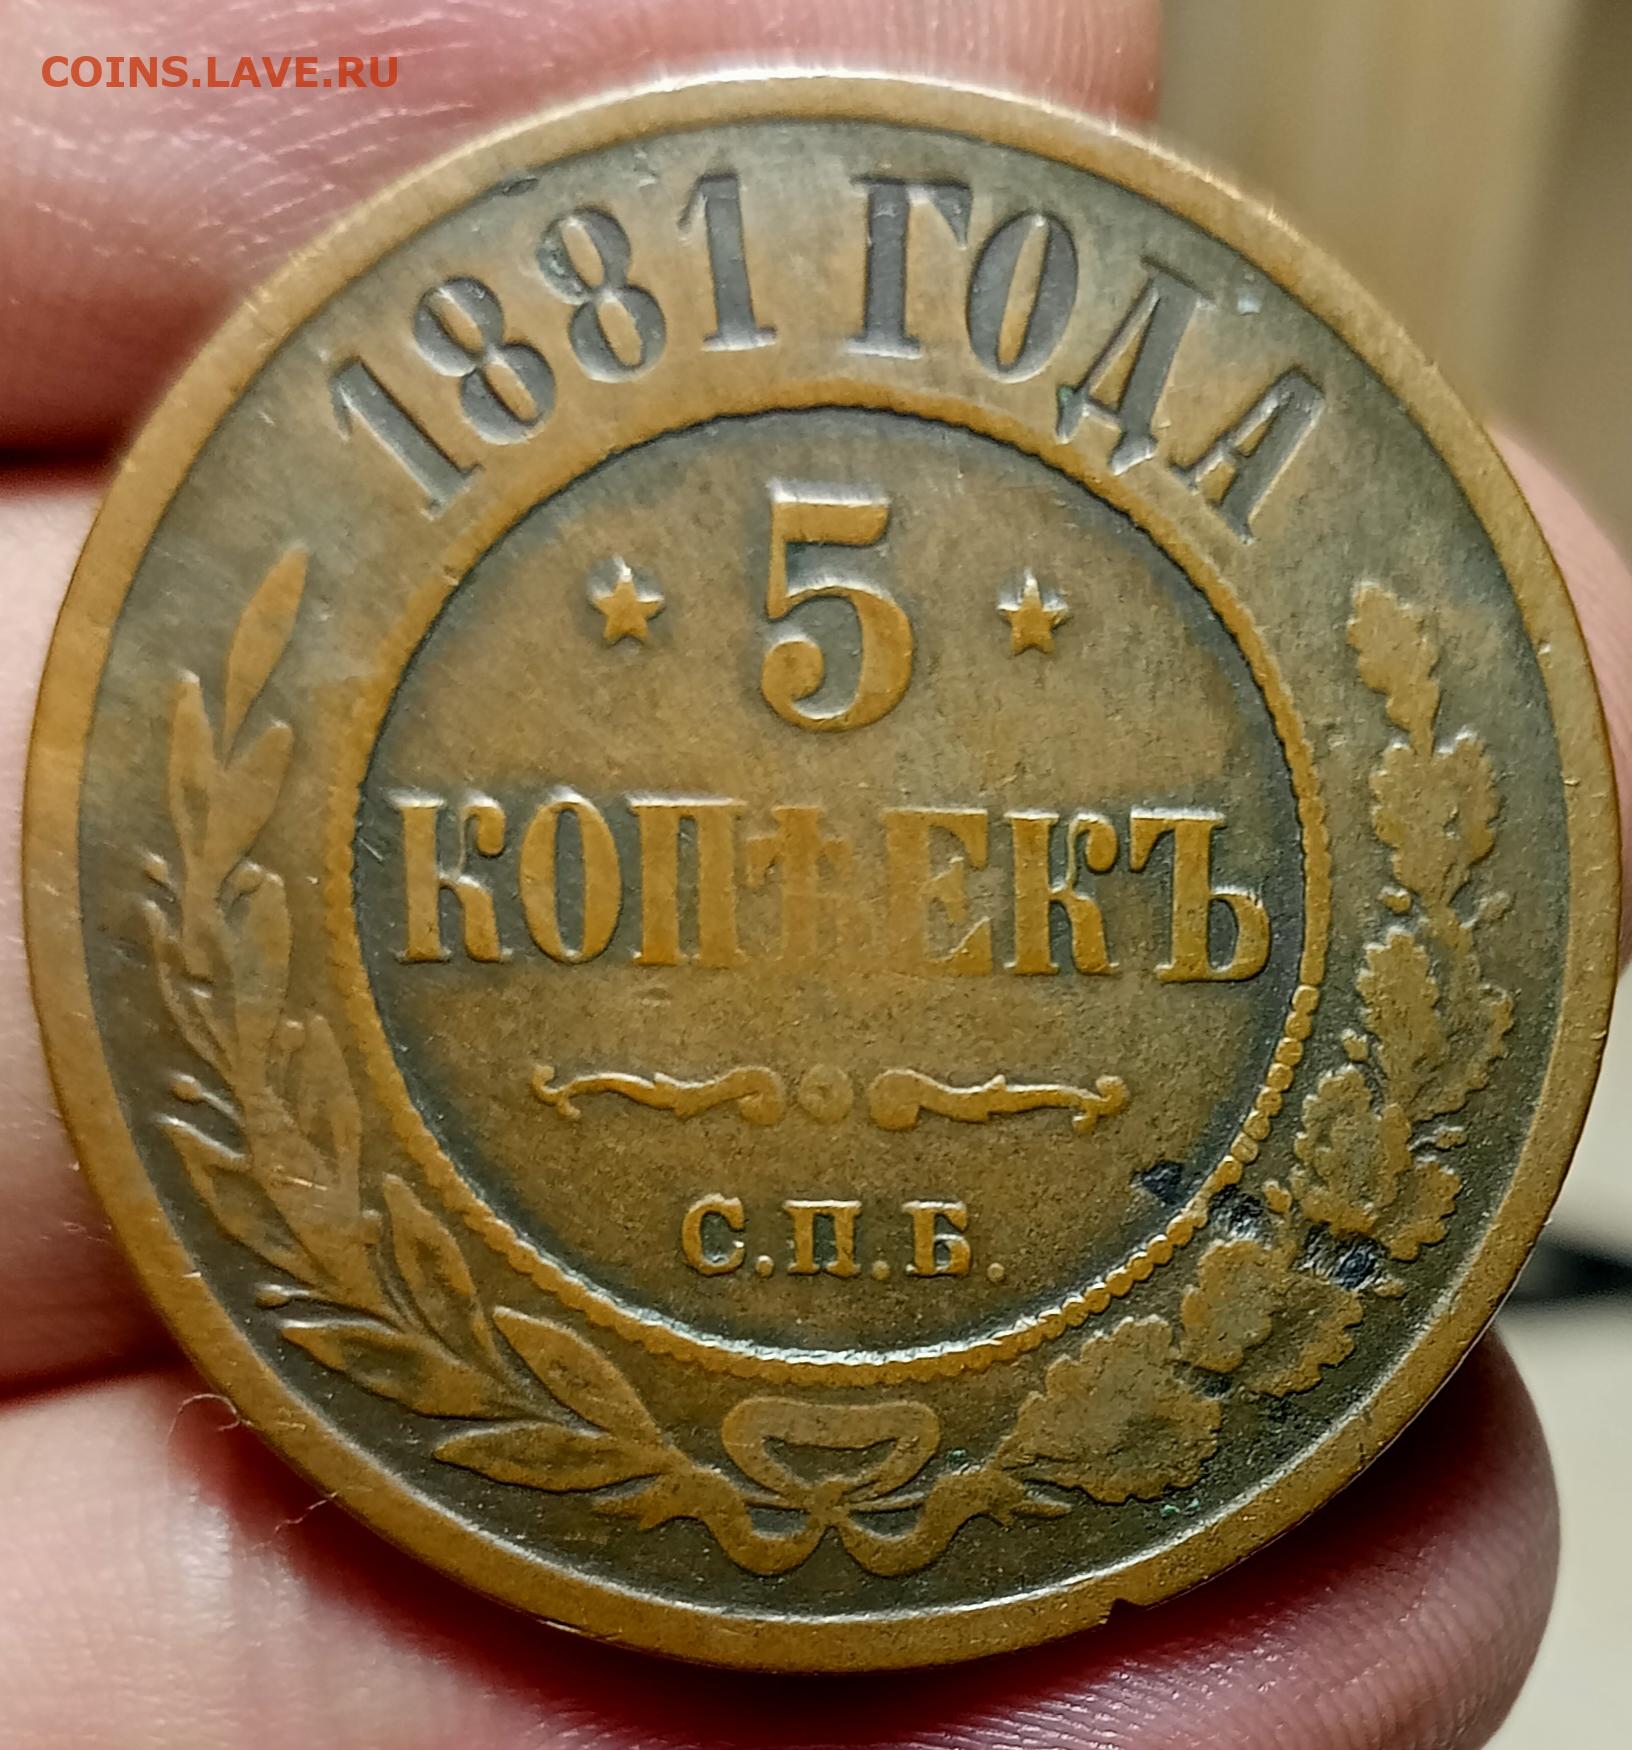 COINS.LAVE.RU
1881 ГОДА
5
КОПѢЕКЪ
С.П.Б.